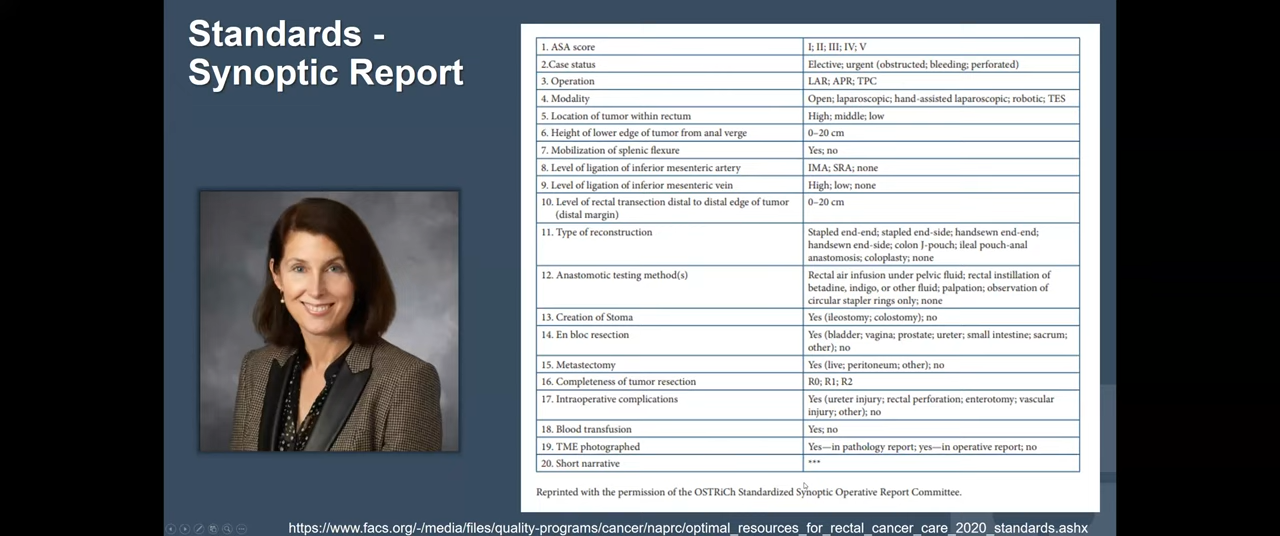 Standards -
Synoptic Report
1. ASA score I; II; III; IV; V
2.Case status Elective; urgent (obstructed; bleeding; perforated)
3. Operation LAR; APR; TPC
4. Modality Open; laparoscopic; hand-assisted laparoscopic; robotic; TES
5. Location of tumor within rectum High; middle; low
6. Height of lower edge of tumor from anal verge 0–20 cm
7. Mobilization of splenic flexure Yes; no
8. Level of ligation of inferior mesenteric artery IMA; SRA; none
9. Level of ligation of inferior mesenteric vein High; low; none
10. Level of rectal transection distal to distal edge of tumor 0–20 cm
(distal margin)
11. Type of reconstruction Stapled end-end; stapled end-side; handsewn end-end;
handsewn end-side; colon J-pouch; ileal pouch-anal
anastomosis; coloplasty; none
12. Anastomotic testing method(s) Rectal air infusion under pelvic fluid; rectal instillation of
betadine, indigo, or other fluid; palpation; observation of
circular stapler rings only; none
13. Creation of Stoma Yes (ileostomy; colostomy); no
14. En bloc resection Yes (bladder; vagina; prostate; ureter; small intestine; sacrum;
other); no
15. Metastectomy Yes (live; peritoneum; other); no
16. Completeness of tumor resection R0; R1; R2
17. Intraoperative complications Yes (ureter injury; rectal perforation; enterotomy; vascular
injury; other); no
18. Blood transfusion Yes; no
19. TME photographed Yes—in pathology report; yes—in operative report; no
20. Short narrative ***
Reprinted with the permission of the OSTRiCh Standardized Synoptic Operative Report Committee.
https://www.facs.org/-/media/files/quality-programs/cancer/naprc/optimal_resources_for_rectal_cancer_care_2020_standards.ashx